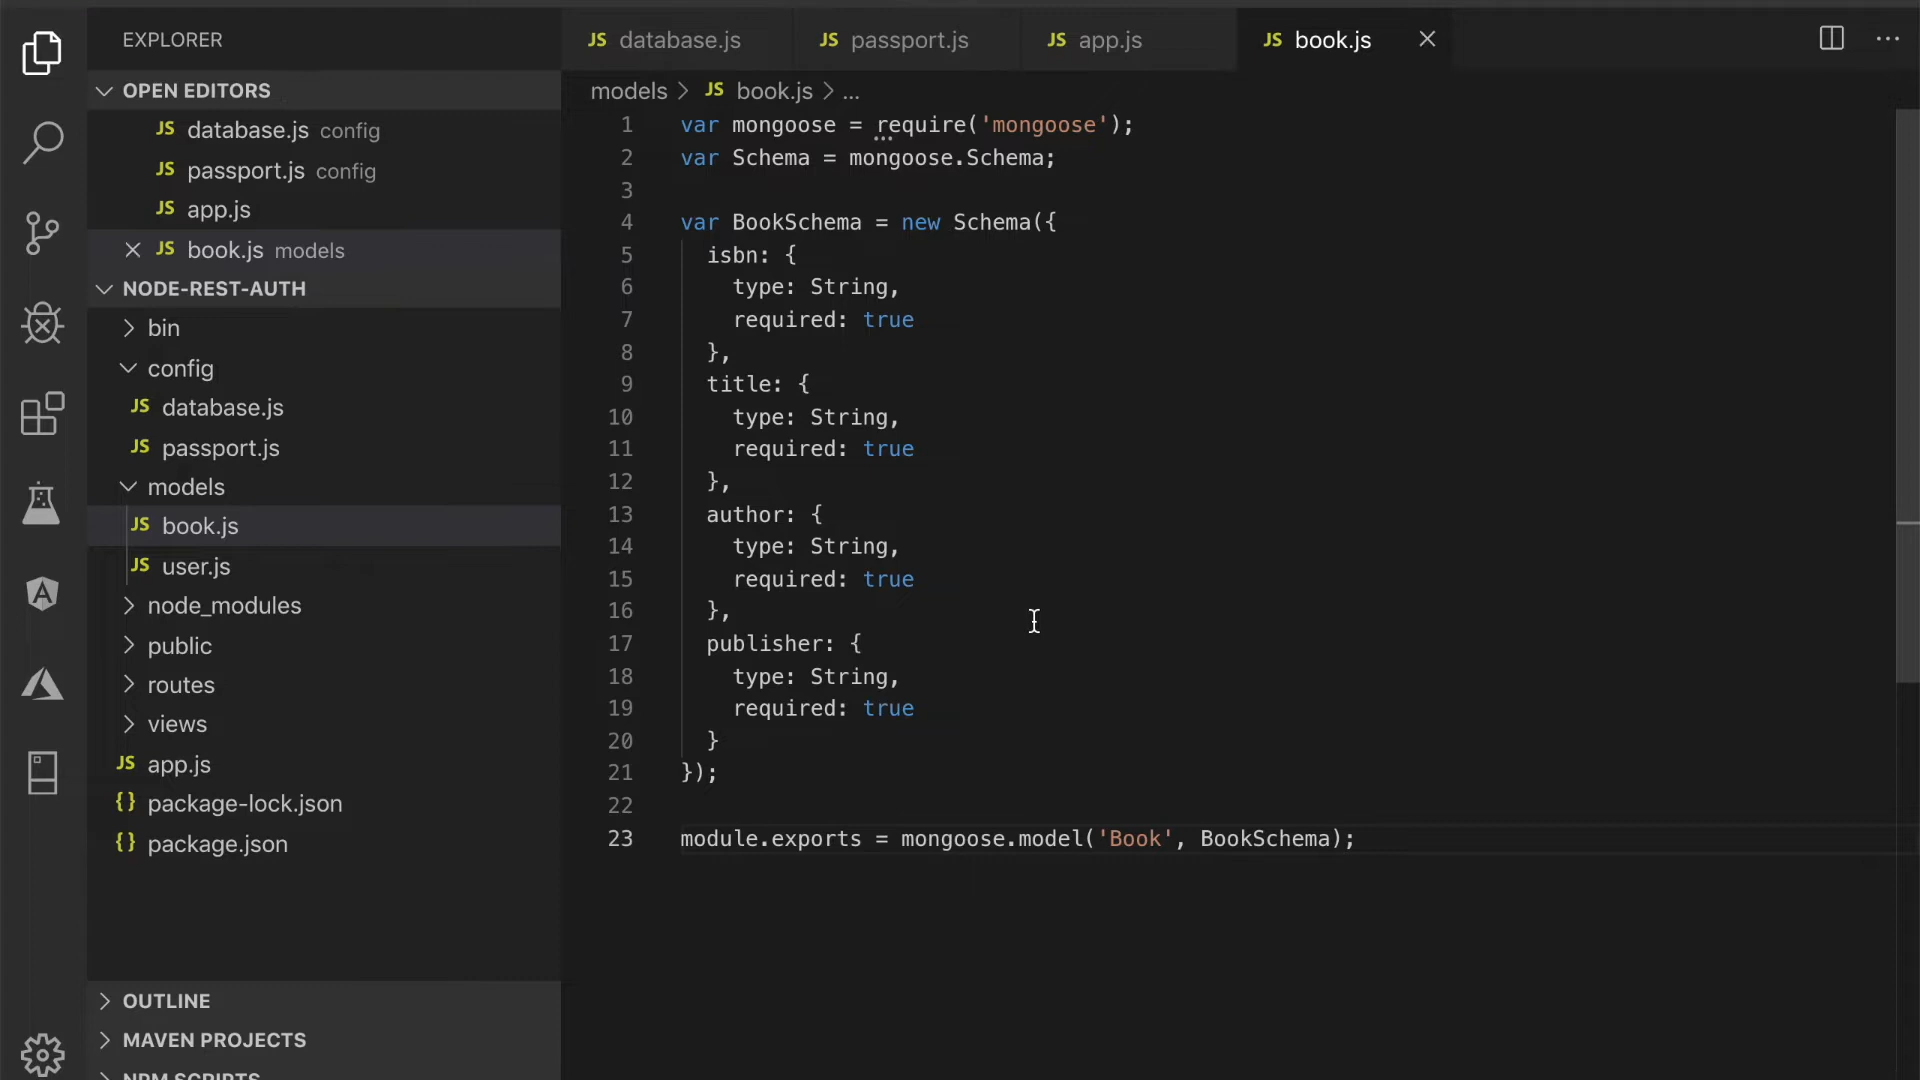 EXPLORER
OPEN EDITORS
JS database.js config
JS passport.js config
JS app.js
JS book.js models
NODE-REST-AUTH
bin
config
JS database.js
JS passport.js
models
JS book.js
JS user.js
node_modules
public
routes
views
JS app.js
{} package-lock.json
{} package.json
OUTLINE
MAVEN PROJECTS
NPM SCRIPTS
JS database.js
JS passport.js
JS app.js
JS book.js
models > JS book.js > ...
1 var mongoose = require('mongoose');
2 var Schema = mongoose.Schema;
3
4 var BookSchema = new Schema({
5 isbn: {
6 type: String,
7 required: true
8 },
9 title: {
10 type: String,
11 required: true
12 },
13 author: {
14 type: String,
15 required: true
16 },
17 publisher: {
18 type: String,
19 required: true
20 }
21 });
22
23 module.exports = mongoose.model('Book', BookSchema);